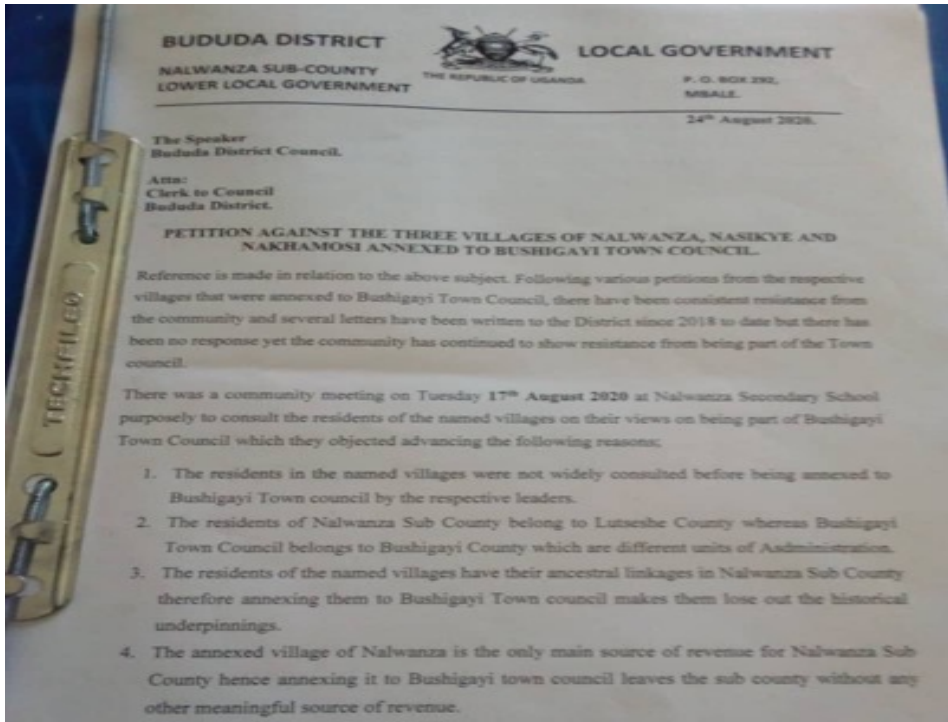 BUDUDA DISTRICT
LOCAL GOVERNMENT
NALWANZA SUB-COUNTY
LOWER LOCAL GOVERNMENT
THE REPUBLIC OF UGANDA
P. O. BOX 292,
MBALE.
24th August 2020.
The Speaker
Bududa District Council.
Attn:
Clerk to Council
Bududa District.
PETITION AGAINST THE THREE VILLAGES OF NALWANZA, NASIKYE AND
NAKHAMOSI ANNEXED TO BUSHIGAYI TOWN COUNCIL.
Reference is made in relation to the above subject. Following various petitions from the respective
villages that were annexed to Bushigayi Town Council, there have been consistent resistance from
the community and several letters have been written to the District since 2018 to date but there has
been no response yet the community has continued to show resistance from being part of the Town
council.
There was a community meeting on Tuesday 17th August 2020 at Nalwanza Secondary School
purposely to consult the residents of the named villages on their views on being part of Bushigayi
Town Council which they objected advancing the following reasons;
1. The residents in the named villages were not widely consulted before being annexed to
Bushigayi Town council by the respective leaders.
2. The residents of Nalwanza Sub County belong to Lutseshe County whereas Bushigayi
Town Council belongs to Bushigayi County which are different units of Aadministration.
3. The residents of the named villages have their ancestral linkages in Nalwanza Sub County
therefore annexing them to Bushigayi Town council makes them lose out the historical
underpinnings.
4. The annexed village of Nalwanza is the only main source of revenue for Nalwanza Sub
County hence annexing it to Bushigayi town council leaves the sub county without any
other meaningful source of revenue.
TECHFILCO